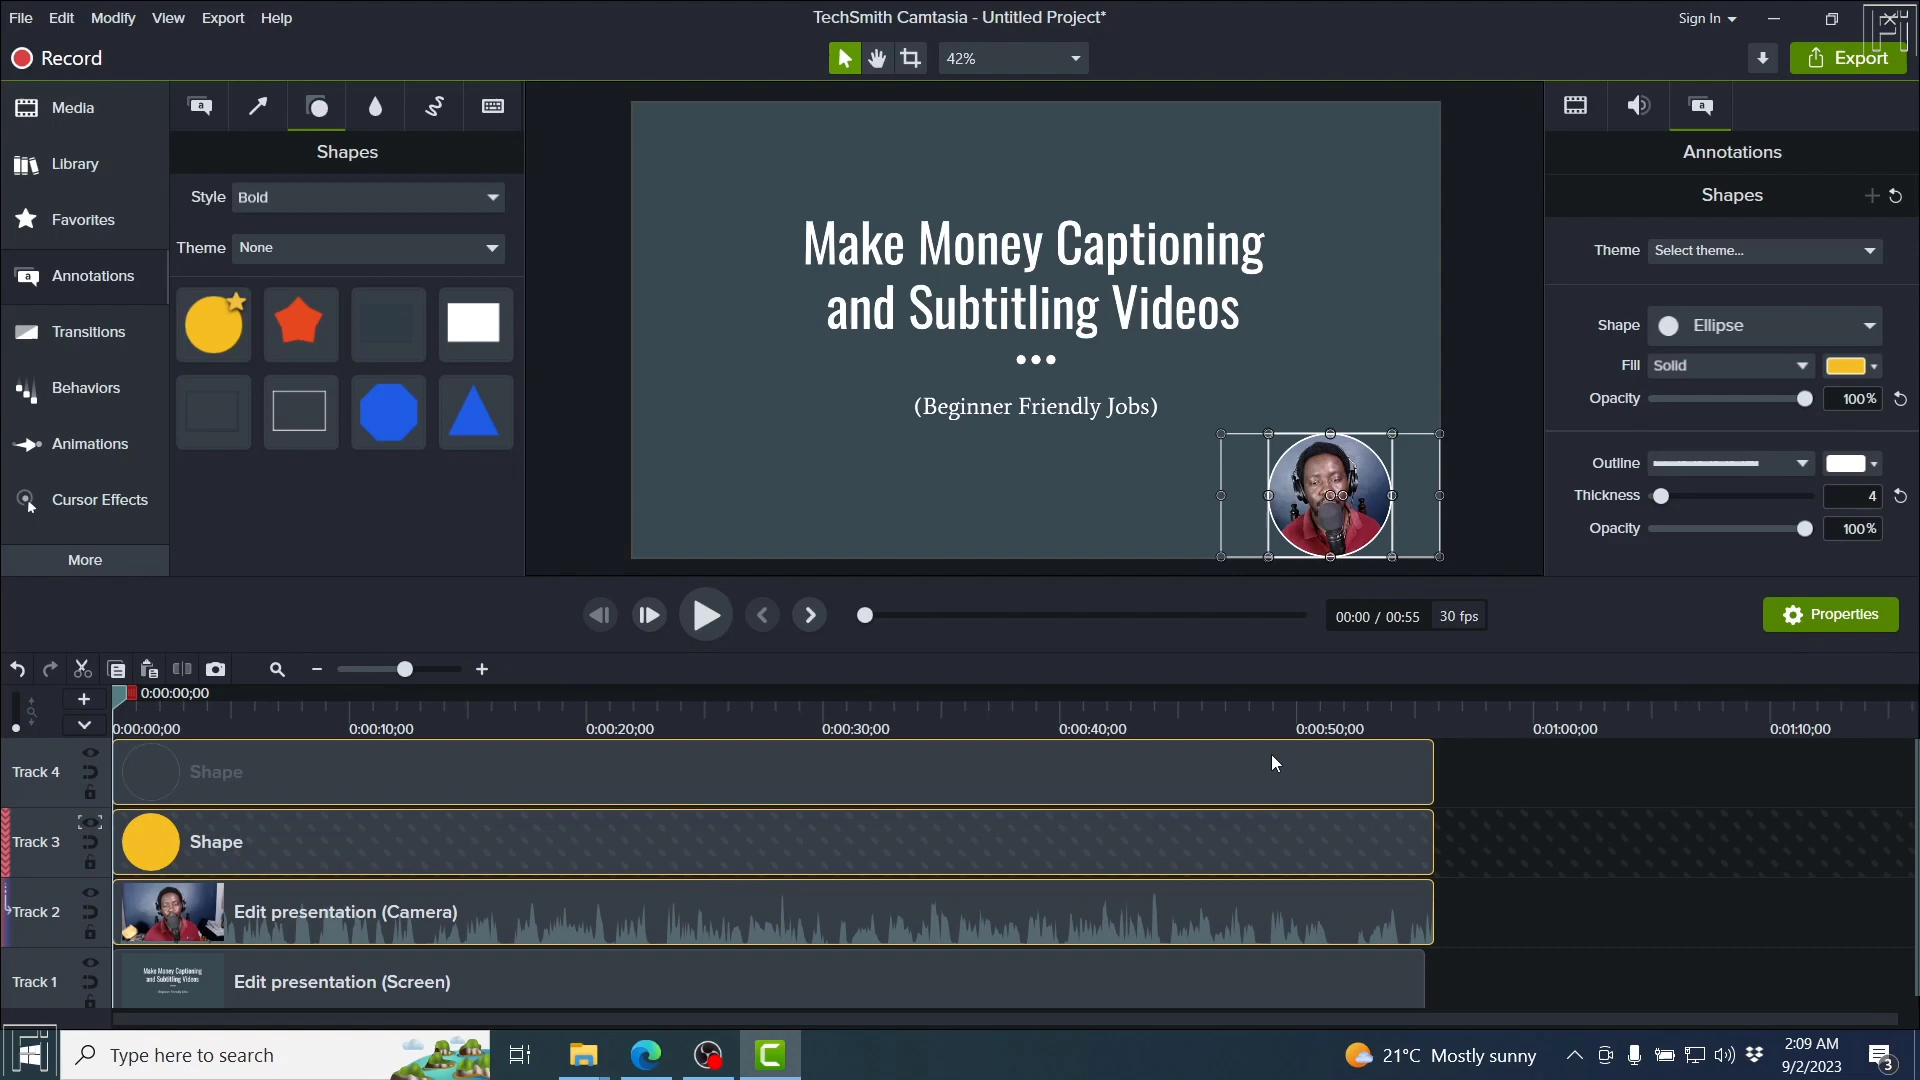 File Edit Modify View Export Help
TechSmith Camtasia - Untitled Project*
Sign In
Record
42%
Export
Media
Library
Favorites
Annotations
Transitions
Behaviors
Animations
Cursor Effects
More
Shapes
Style Bold
Theme None
Make Money Captioning
and Subtitling Videos
(Beginner Friendly Jobs)
Annotations
Shapes
Theme Select theme...
Shape Ellipse
Fill Solid
Opacity 100%
Outline
Thickness 4
Opacity 100%
00:00 / 00:55 30 fps
Properties
0:00:00;00
0:00:00;00 0:00:10;00 0:00:20;00 0:00:30;00 0:00:40;00 0:00:50;00 0:01:00;00 0:01:10;00
Track 4 Shape
Track 3 Shape
Track 2 Edit presentation (Camera)
Track 1 Edit presentation (Screen)
Make Money Captioning
and Subtitling Videos
Type here to search
21°C Mostly sunny
2:09 AM
9/2/2023
3